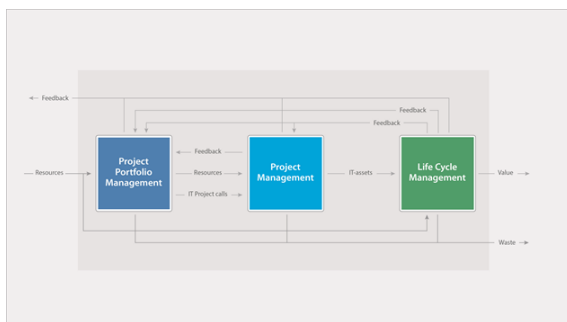 Feedback
Feedback
Feedback
Feedback
Project
Portfolio
Management
Project
Management
Life Cycle
Management
Resources
Resources
IT-assets
Value
IT Project calls
Waste